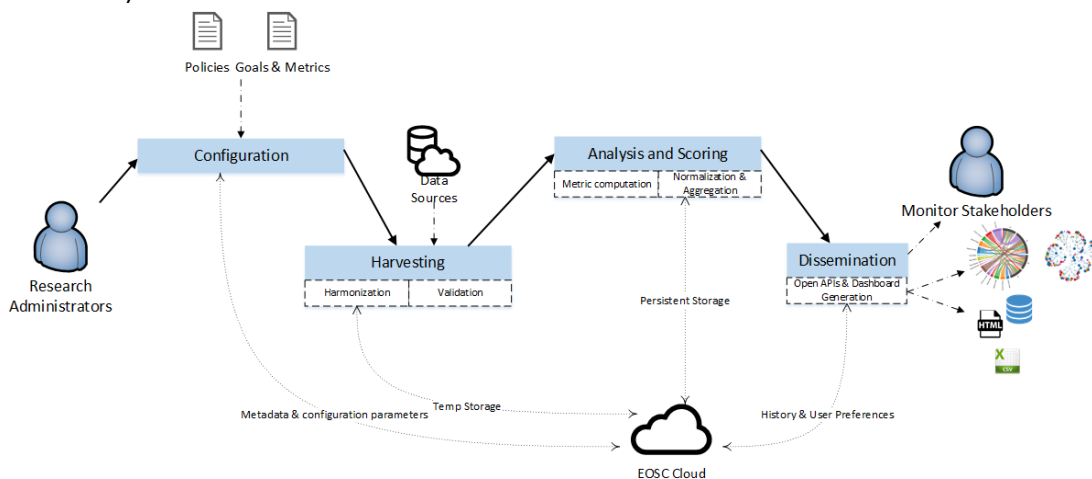 Policies Goals & Metrics
Configuration
Data
Sources
Analysis and Scoring
Metric computation
Normalization &
Aggregation
Monitor Stakeholders
Research
Administrators
Harvesting
Harmonization
Validation
Dissemination
Open APIs & Dashboard
Generation
Persistent Storage
HTML
X
CSV
Temp Storage
Metadata & configuration parameters
History & User Preferences
EOSC Cloud